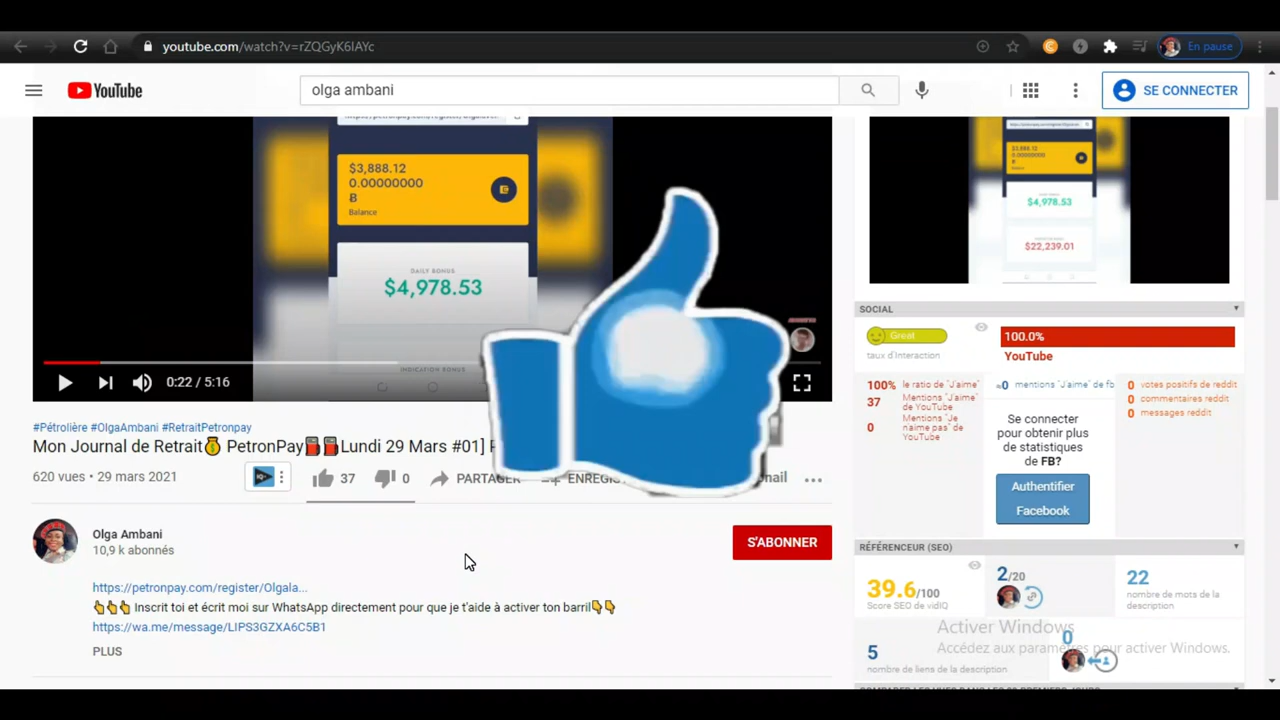 youtube.com/watch?v=rZQGyK6IAYc
En pause
YouTube
olga ambani
SE CONNECTER
$3,888.12
0.00000000
Ƀ
Balance
DAILY BONUS
$4,978.53
INDICATION BONUS
0:22 / 5:16
#Pétrolière #OlgaAmbani #RetraitPetronpay
Mon Journal de Retrait💰 PetronPay⛽⛽Lundi 29 Mars #01]
620 vues • 29 mars 2021
37
0
PARTAGER
Olga Ambani
10,9 k abonnés
S'ABONNER
https://petronpay.com/register/Olgala...
👆👆👆 Inscrit toi et écrit moi sur WhatsApp directement pour que je t'aide à activer ton barril👇👇
https://wa.me/message/LIPS3GZXA6C5B1
PLUS
$4,978.53
$22,239.01
SOCIAL
Great
taux d'Interaction
100.0%
YouTube
100% le ratio de "J'aime"
37 Mentions "J'aime" de YouTube
0 Mentions "Je n'aime pas" de YouTube
≈0 mentions "J'aime" de fb
Se connecter
pour obtenir plus
de statistiques
de FB?
Authentifier
Facebook
0 votes positifs de reddit
0 commentaires reddit
0 messages reddit
RÉFÉRENCEUR (SEO)
39.6/100
Score SEO de vidIQ
2/20
22
nombre de mots de la
description
5
nombre de liens de la description
0
Activer Windows
Accédez aux paramètres pour activer Windows.